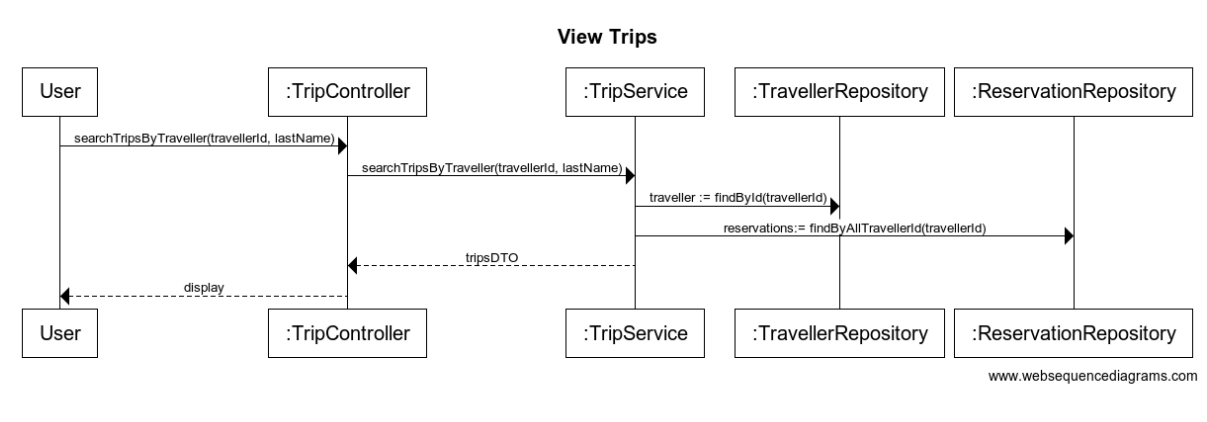 View Trips
User
:TripController
:TripService
:TravellerRepository
:ReservationRepository
searchTripsByTraveller(travellerId, lastName)
searchTripsByTraveller(travellerId, lastName)
traveller := findById(travellerId)
reservations:= findByAllTravellerId(travellerId)
tripsDTO
display
User
:TripController
:TripService
:TravellerRepository
:ReservationRepository
www.websequencediagrams.com